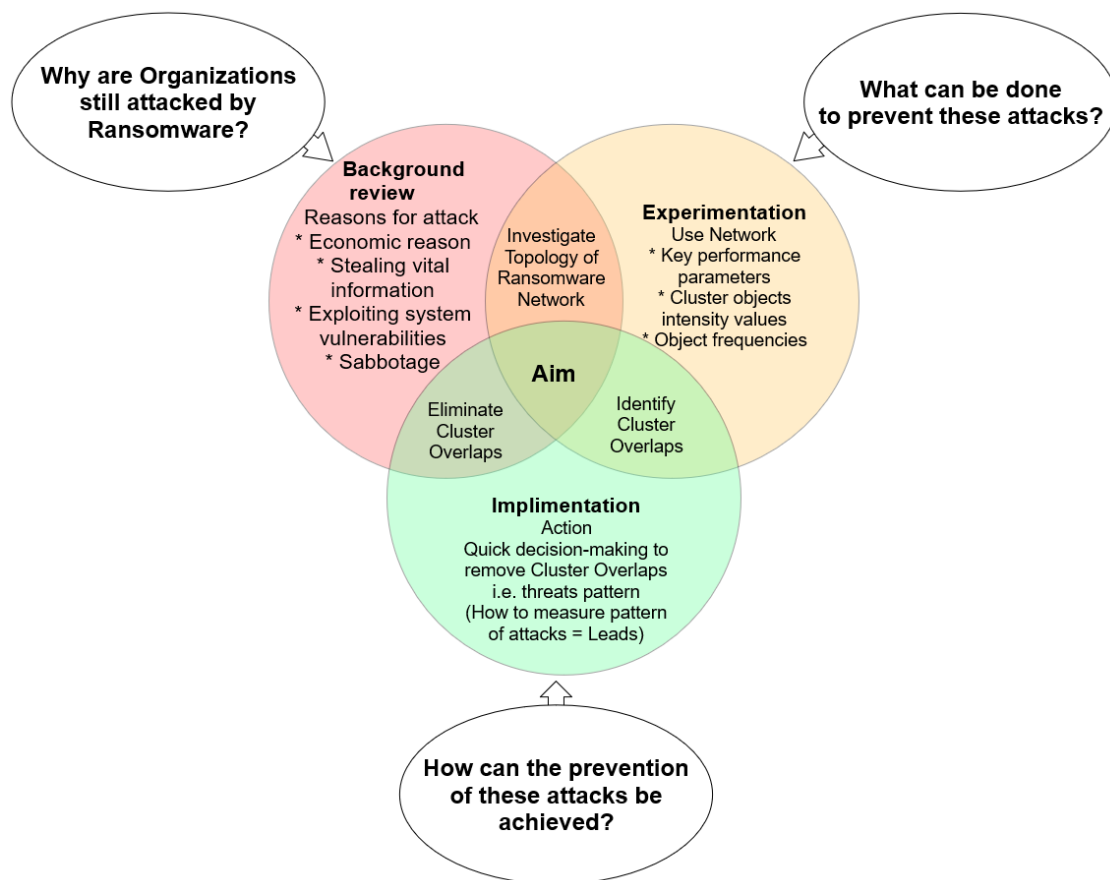 Why are Organizations
still attacked by
Ransomware?
What can be done
to prevent these attacks?
Background
review
Reasons for attack
* Economic reason
* Stealing vital
information
* Exploiting system
vulnerabilities
* Sabbotage
Investigate
Topology of
Ransomware
Network
Experimentation
Use Network
* Key performance
parameters
* Cluster objects
intensity values
* Object frequencies
Aim
Eliminate
Cluster
Overlaps
Identify
Cluster
Overlaps
Implimentation
Action
Quick decision-making to
remove Cluster Overlaps
i.e. threats pattern
(How to measure pattern
of attacks = Leads)
How can the prevention
of these attacks be
achieved?